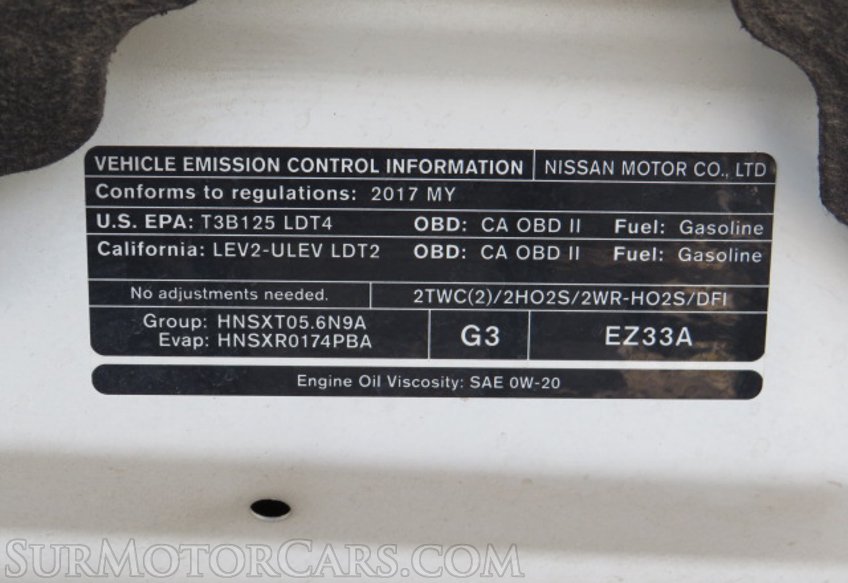 VEHICLE EMISSION CONTROL INFORMATION NISSAN MOTOR CO., LTD
Conforms to regulations: 2017 MY
U.S. EPA: T3B125 LDT4 OBD: CA OBD II Fuel: Gasoline
California: LEV2-ULEV LDT2 OBD: CA OBD II Fuel: Gasoline
No adjustments needed. 2TWC(2)/2HO2S/2WR-HO2S/DFI
Group: HNSXT05.6N9A
Evap: HNSXR0174PBA
G3 EZ33A
Engine Oil Viscosity: SAE 0W-20
SURMOTORCARS.COM